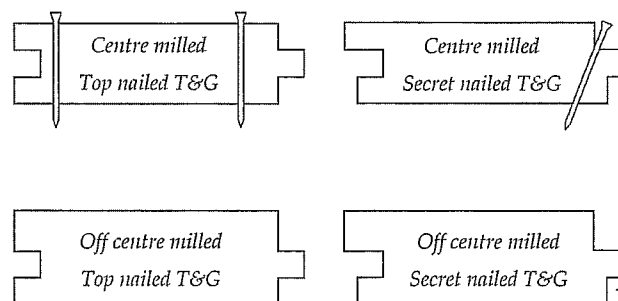 Centre milled
Top nailed T&G
Centre milled
Secret nailed T&G
Off centre milled
Top nailed T&G
Off centre milled
Secret nailed T&G